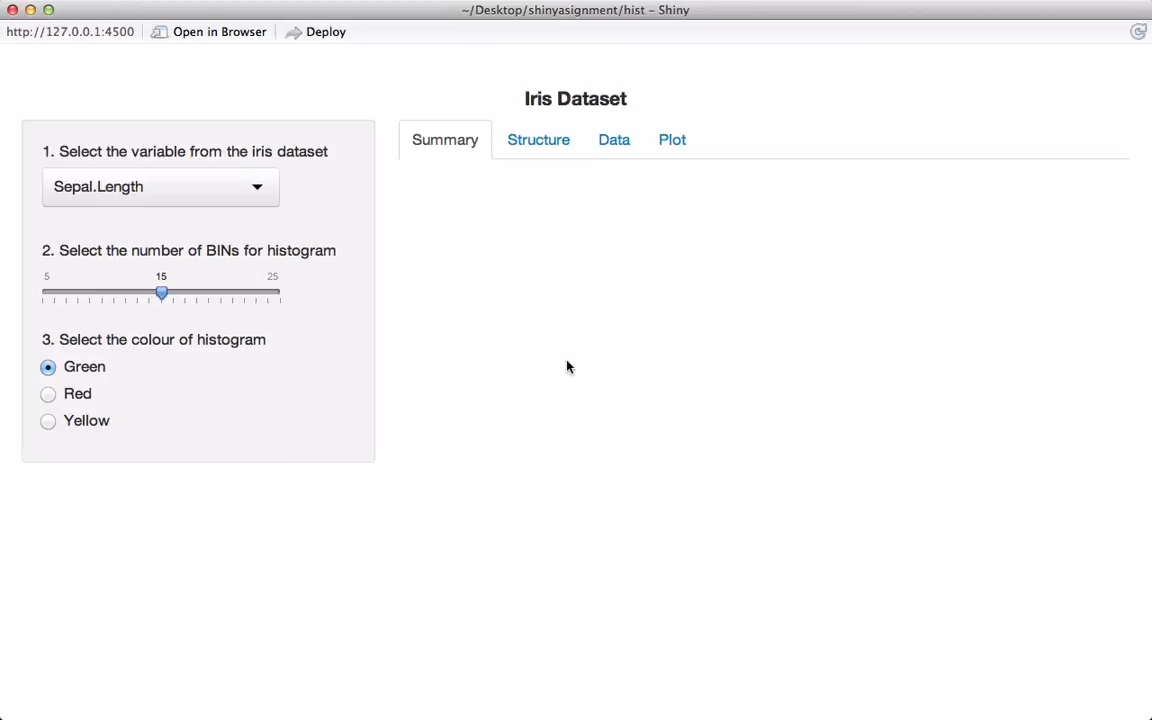 ~/Desktop/shinyasignment/hist – Shiny
http://127.0.0.1:4500 Open in Browser Deploy
Iris Dataset
1. Select the variable from the iris dataset
Sepal.Length
2. Select the number of BINs for histogram
5 15 25
3. Select the colour of histogram
Green
Red
Yellow
Summary Structure Data Plot